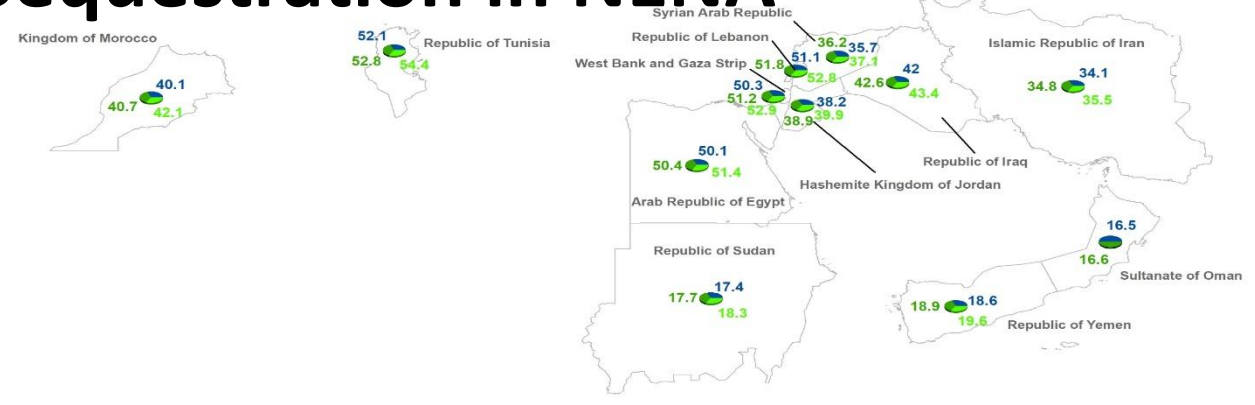 Sequestration in NENA
Kingdom of Morocco
40.1
40.7
42.1
52.1
Republic of Tunisia
52.8
54.4
Syrian Arab Republic
Republic of Lebanon
West Bank and Gaza Strip
36.2
35.7
37.1
51.1
51.8
52.8
50.3
51.2
52.9
38.2
38.9
39.9
42
42.6
43.4
Islamic Republic of Iran
34.1
34.8
35.5
Republic of Iraq
Hashemite Kingdom of Jordan
50.1
50.4
51.4
Arab Republic of Egypt
Republic of Sudan
17.4
17.7
18.3
16.5
16.6
Sultanate of Oman
18.9
18.6
19.6
Republic of Yemen